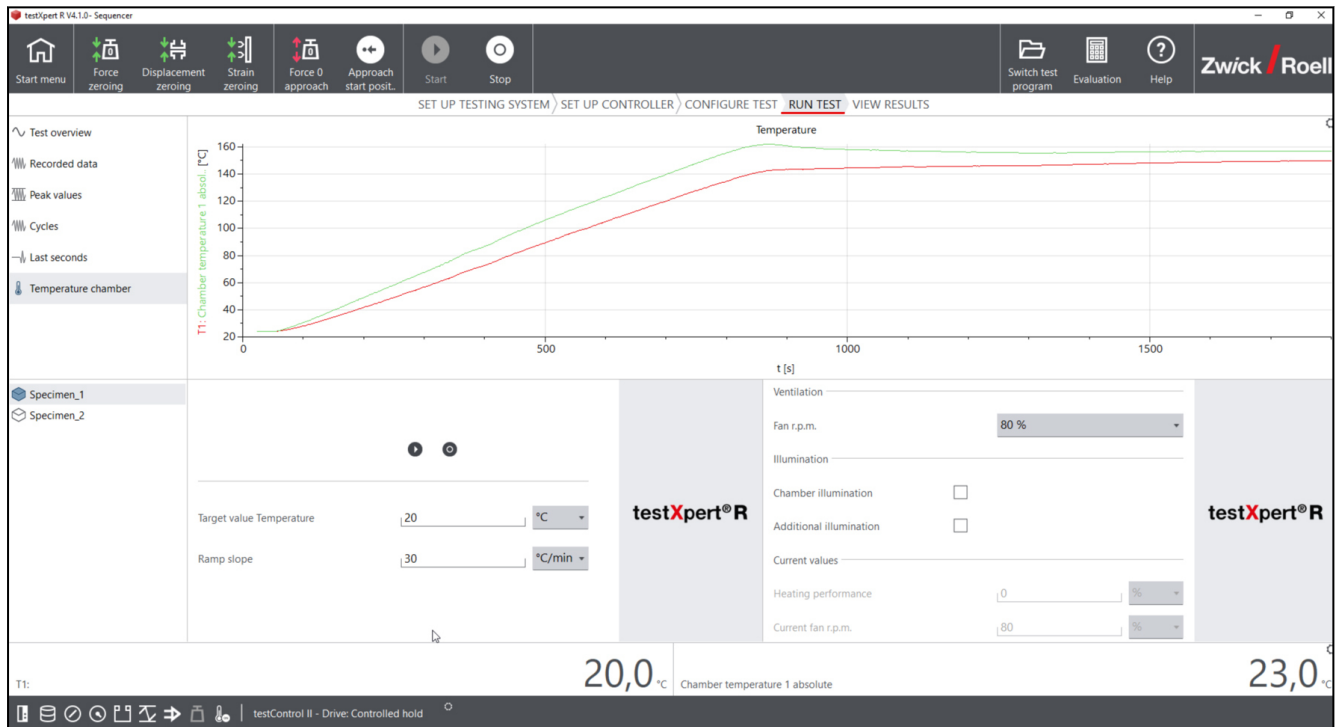 testXpert R V4.1.0- Sequencer
Start menu
Force zeroing
Displacement zeroing
Strain zeroing
Force 0 approach
Approach start posit..
Start
Stop
Switch test program
Evaluation
Help
Zwick / Roell
SET UP TESTING SYSTEM
SET UP CONTROLLER
CONFIGURE TEST
RUN TEST
VIEW RESULTS
Test overview
Recorded data
Peak values
Cycles
Last seconds
Temperature chamber
Temperature
T1: Chamber temperature 1 absol.. [°C]
160
140
120
100
80
60
40
20
0
500
1000
1500
t [s]
Specimen_1
Specimen_2
Target value Temperature
20
°C
Ramp slope
30
°C/min
testXpert® R
Ventilation
Fan r.p.m.
80 %
Illumination
Chamber illumination
Additional illumination
Current values
Heating performance
0
%
Current fan r.p.m.
80
%
testXpert® R
T1:
20,0 °C
Chamber temperature 1 absolute
23,0 °C
testControl II - Drive: Controlled hold